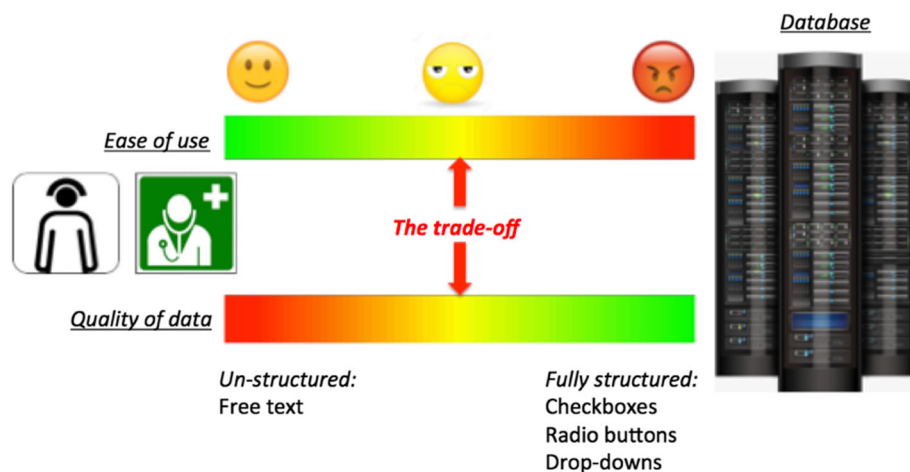 Database
Ease of use
The trade-off
Quality of data
Un-structured:
Free text
Fully structured:
Checkboxes
Radio buttons
Drop-downs